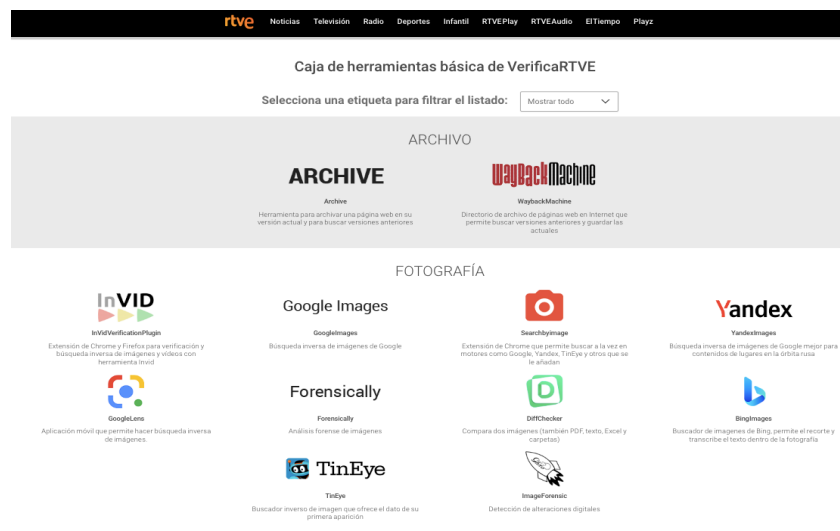 rtve Noticias Televisión Radio Deportes Infantil RTVEPlay RTVEAudio ElTiempo Playz
Caja de herramientas básica de VerificaRTVE
Selecciona una etiqueta para filtrar el listado: Mostrar todo
ARCHIVO
ARCHIVE
Archive
Herramienta para archivar una página web en su
versión actual y para buscar versiones anteriores
WayBackMachine
WaybackMachine
Directorio de archivo de páginas web en Internet que
permite buscar versiones anteriores y guardar las
actuales
FOTOGRAFÍA
InVID
InVidVerificationPlugin
Extensión de Chrome y Firefox para verificación y
búsqueda inversa de imágenes y vídeos con
herramienta Invid
Google Images
GoogleImages
Búsqueda inversa de imágenes de Google
Searchbyimage
Extensión de Chrome que permite buscar a la vez en
motores como Google, Yandex, TinEye y otros que se
le añadan
Yandex
YandexImages
Búsqueda inversa de imágenes de Google mejor para
contenidos de lugares en la órbita rusa
GoogleLens
Aplicación móvil que permite hacer búsqueda inversa
de imágenes.
Forensically
Forensically
Análisis forense de imágenes
D
DiffChecker
Compara dos imágenes (también PDF, texto, Excel y
carpetas)
BingImages
Buscador de imagenes de Bing, permite el recorte y
transcribe el texto dentro de la fotografía
TinEye
TinEye
Buscador inverso de imagen que ofrece el dato de su
primera aparición
ImageForensic
Detección de alteraciones digitales